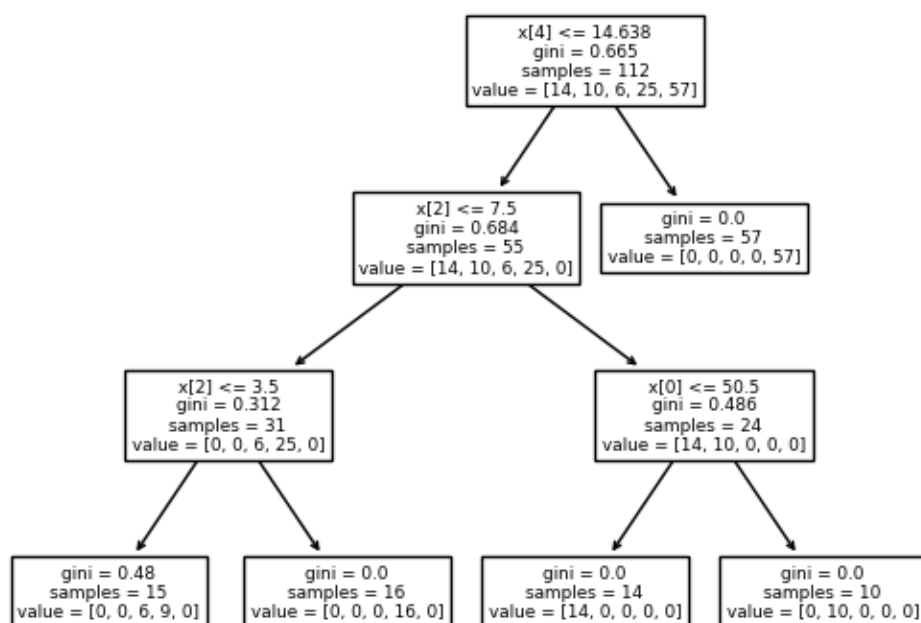 x[4] <= 14.638
gini = 0.665
samples = 112
value = [14, 10, 6, 25, 57]
x[2] <= 7.5
gini = 0.684
samples = 55
value = [14, 10, 6, 25, 0]
gini = 0.0
samples = 57
value = [0, 0, 0, 0, 57]
x[2] <= 3.5
gini = 0.312
samples = 31
value = [0, 0, 6, 25, 0]
x[0] <= 50.5
gini = 0.486
samples = 24
value = [14, 10, 0, 0, 0]
gini = 0.48
samples = 15
value = [0, 0, 6, 9, 0]
gini = 0.0
samples = 16
value = [0, 0, 0, 16, 0]
gini = 0.0
samples = 14
value = [14, 0, 0, 0, 0]
gini = 0.0
samples = 10
value = [0, 10, 0, 0, 0]